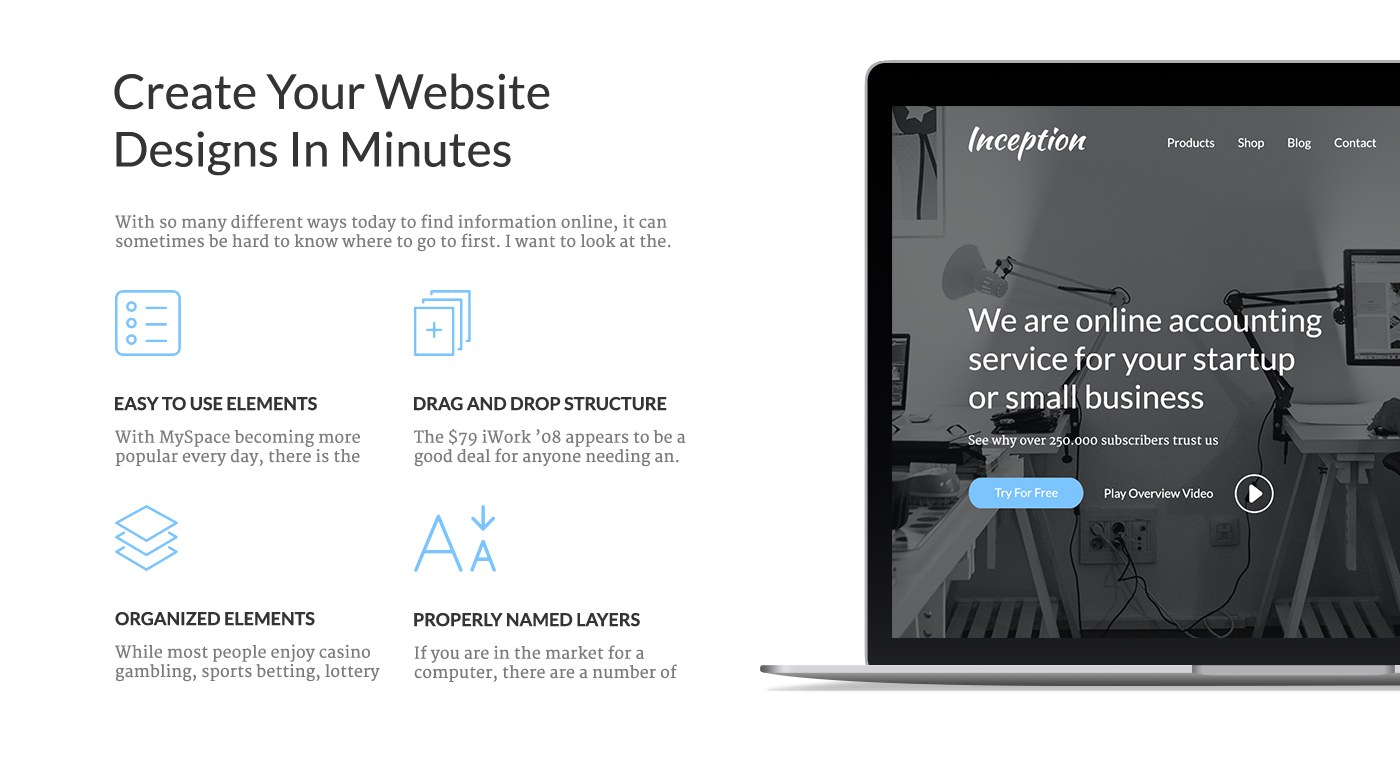 Create Your Website
Designs In Minutes
With so many different ways today to find information online, it can
sometimes be hard to know where to go to first. I want to look at the.
EASY TO USE ELEMENTS
With MySpace becoming more
popular every day, there is the
DRAG AND DROP STRUCTURE
The $79 iWork ’08 appears to be a
good deal for anyone needing an.
ORGANIZED ELEMENTS
While most people enjoy casino
gambling, sports betting, lottery
PROPERLY NAMED LAYERS
If you are in the market for a
computer, there are a number of
Inception
Products Shop Blog Contact
We are online accounting
service for your startup
or small business
See why over 250.000 subscribers trust us
Try For Free Play Overview Video